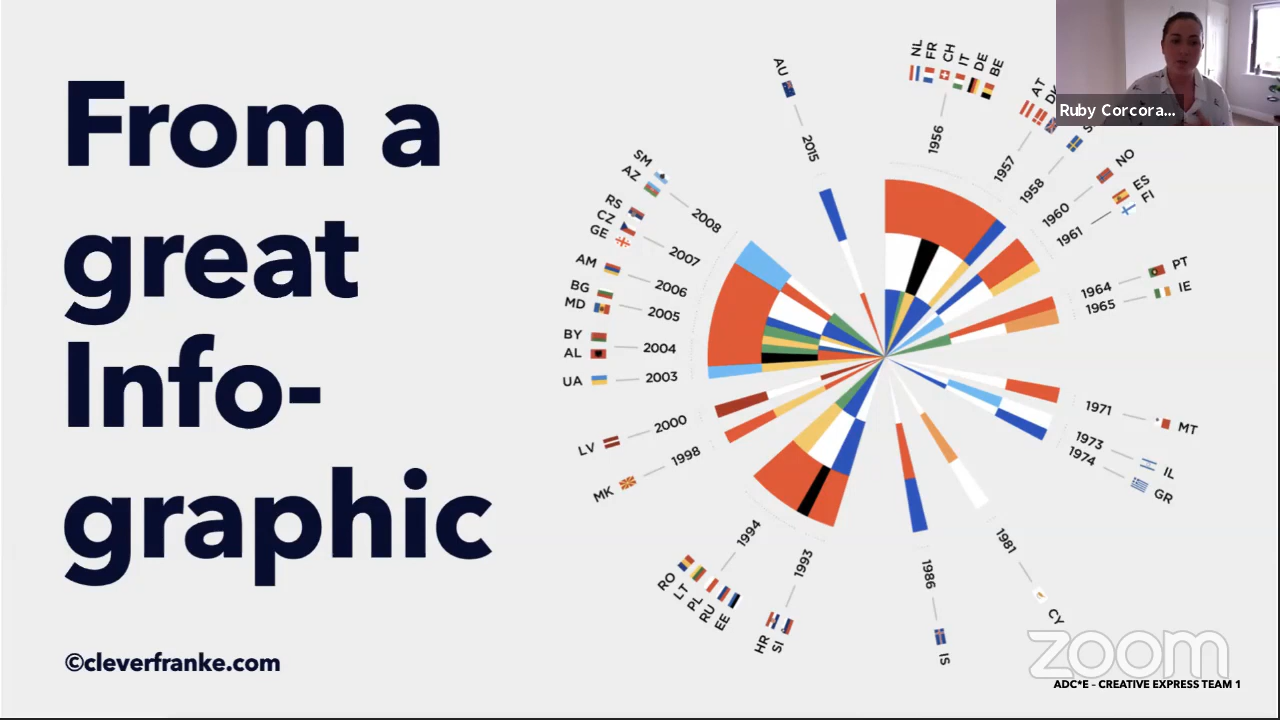 From a
great
Info-
graphic
©cleverfranke.com
AU
2015
NL
FR
CH
IT
DE
BE
1956
AT
1957
1958
NO
1960
ES
FI
1961
PT
1964
IE
1965
1971
MT
1973
IL
1974
GR
1981
CY
1986
IS
1993
HR
SI
1994
RO
LT
PL
RU
EE
1998
MK
2000
LV
2003
UA
2004
AL
BY
2005
MD
BG
2006
AM
2007
GE
CZ
RS
2008
AZ
SM
Ruby Corcora...
zoom
ADC*E - CREATIVE EXPRESS TEAM 1